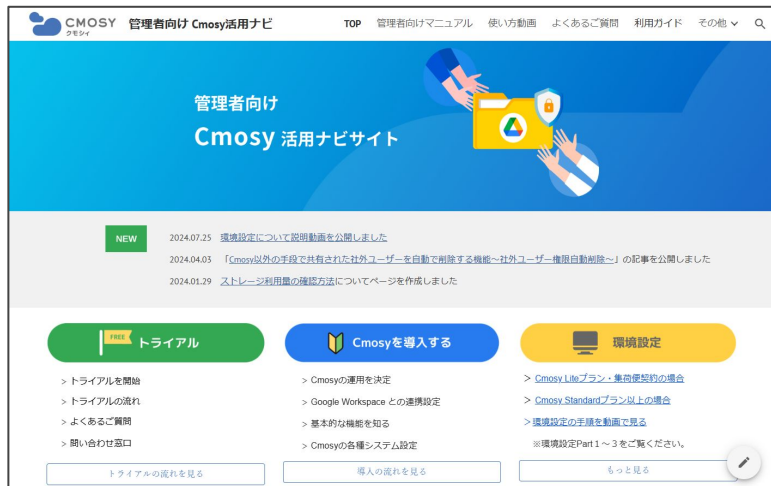 CMOSY
クモシィ
管理者向け Cmosy活用ナビ
TOP 管理者向けマニュアル 使い方動画 よくあるご質問 利用ガイド その他
管理者向け
Cmosy 活用ナビサイト
NEW
2024.07.25 環境設定について説明動画を公開しました
2024.04.03 「Cmosy以外の手段で共有された社外ユーザーを自動で削除する機能～社外ユーザー権限自動削除～」の記事を公開しました
2024.01.29 ストレージ利用量の確認方法についてページを作成しました
FREE トライアル
> トライアルを開始
> トライアルの流れ
> よくあるご質問
> 問い合わせ窓口
トライアルの流れを見る
Cmosyを導入する
> Cmosyの運用を決定
> Google Workspace との連携設定
> 基本的な機能を知る
> Cmosyの各種システム設定
導入の流れを見る
環境設定
> Cmosy Liteプラン・集荷便契約の場合
> Cmosy Standardプラン以上の場合
>環境設定の手順を動画で見る
※環境設定Part１～３をご覧ください。
もっと見る